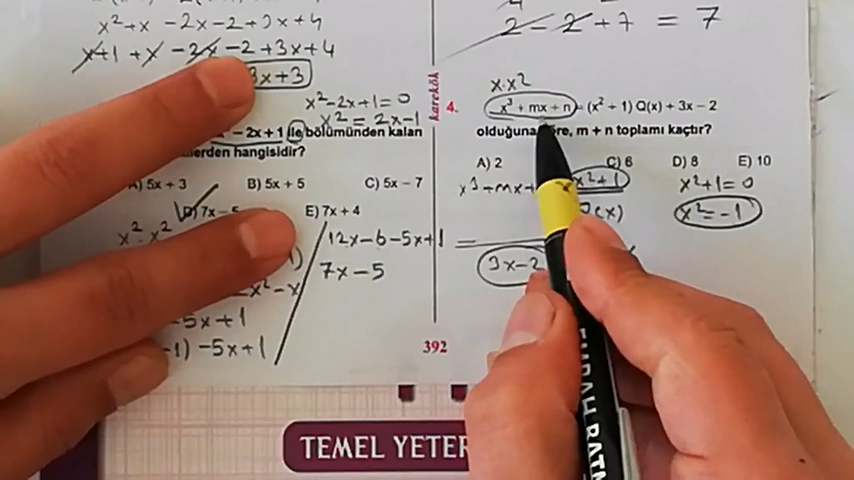 x² + x - 2x - 2 + 3x + 4
x + 1 + x - 2x - 2 + 3x + 4
3x + 3
x² - 2x + 1 = 0
x² = 2x - 1
- 2x + 1 ile bölümünden kalan
hangisidir?
A) 5x + 3 B) 5x + 5 C) 5x – 7
D) 7x – 5 E) 7x + 4
x² · x²
12x - 6 - 5x + 1
7x - 5
x² - x
- 5x + 1
- 1) - 5x + 1
2 - 2 + 7 = 7
karekök
x · x²
4. x³ + mx + n = (x² + 1) Q(x) + 3x – 2
m + n toplamı kaçtır?
A) 2 C) 6 D) 8 E) 10
x³ + mx + x² + 1
x² + 1 = 0
x² = - 1
3x - 2
392
TEMEL